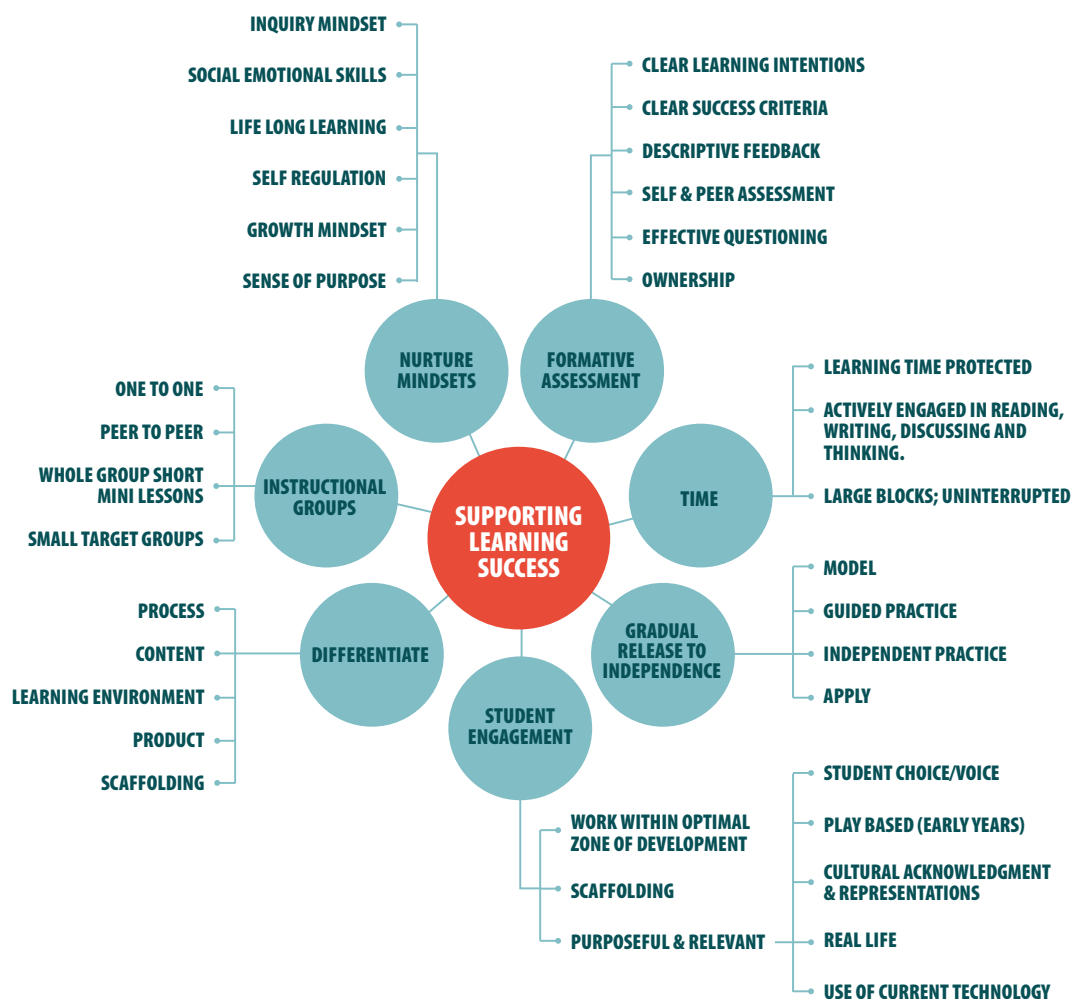 INQUIRY MINDSET
SOCIAL EMOTIONAL SKILLS
LIFE LONG LEARNING
SELF REGULATION
GROWTH MINDSET
SENSE OF PURPOSE
CLEAR LEARNING INTENTIONS
CLEAR SUCCESS CRITERIA
DESCRIPTIVE FEEDBACK
SELF & PEER ASSESSMENT
EFFECTIVE QUESTIONING
OWNERSHIP
NURTURE
MINDSETS
FORMATIVE
ASSESSMENT
ONE TO ONE
PEER TO PEER
WHOLE GROUP SHORT
MINI LESSONS
SMALL TARGET GROUPS
INSTRUCTIONAL
GROUPS
SUPPORTING
LEARNING
SUCCESS
TIME
LEARNING TIME PROTECTED
ACTIVELY ENGAGED IN READING,
WRITING, DISCUSSING AND
THINKING.
LARGE BLOCKS; UNINTERRUPTED
PROCESS
CONTENT
LEARNING ENVIRONMENT
PRODUCT
SCAFFOLDING
DIFFERENTIATE
STUDENT
ENGAGEMENT
GRADUAL
RELEASE TO
INDEPENDENCE
MODEL
GUIDED PRACTICE
INDEPENDENT PRACTICE
APPLY
WORK WITHIN OPTIMAL
ZONE OF DEVELOPMENT
SCAFFOLDING
PURPOSEFUL & RELEVANT
STUDENT CHOICE/VOICE
PLAY BASED (EARLY YEARS)
CULTURAL ACKNOWLEDGMENT
& REPRESENTATIONS
REAL LIFE
USE OF CURRENT TECHNOLOGY